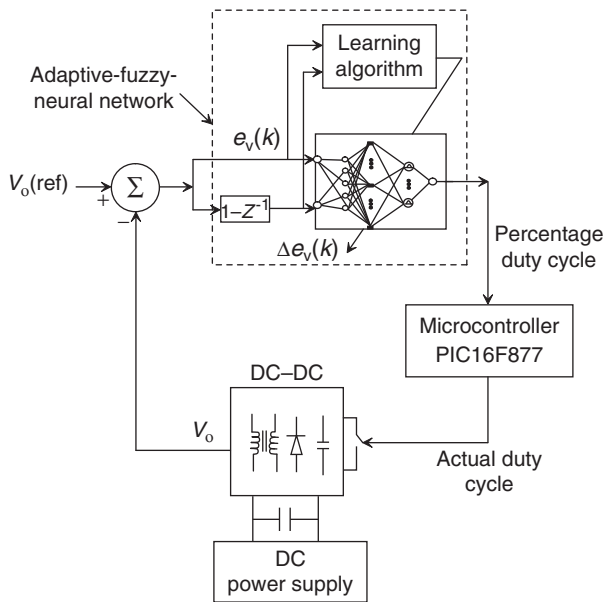 Learning
algorithm
Adaptive-fuzzy-
neural network
e_v(k)
V_o(ref)
+
Σ
−
1−Z⁻¹
Δe_v(k)
Percentage
duty cycle
Microcontroller
PIC16F877
DC–DC
V_o
Actual duty
cycle
DC
power supply